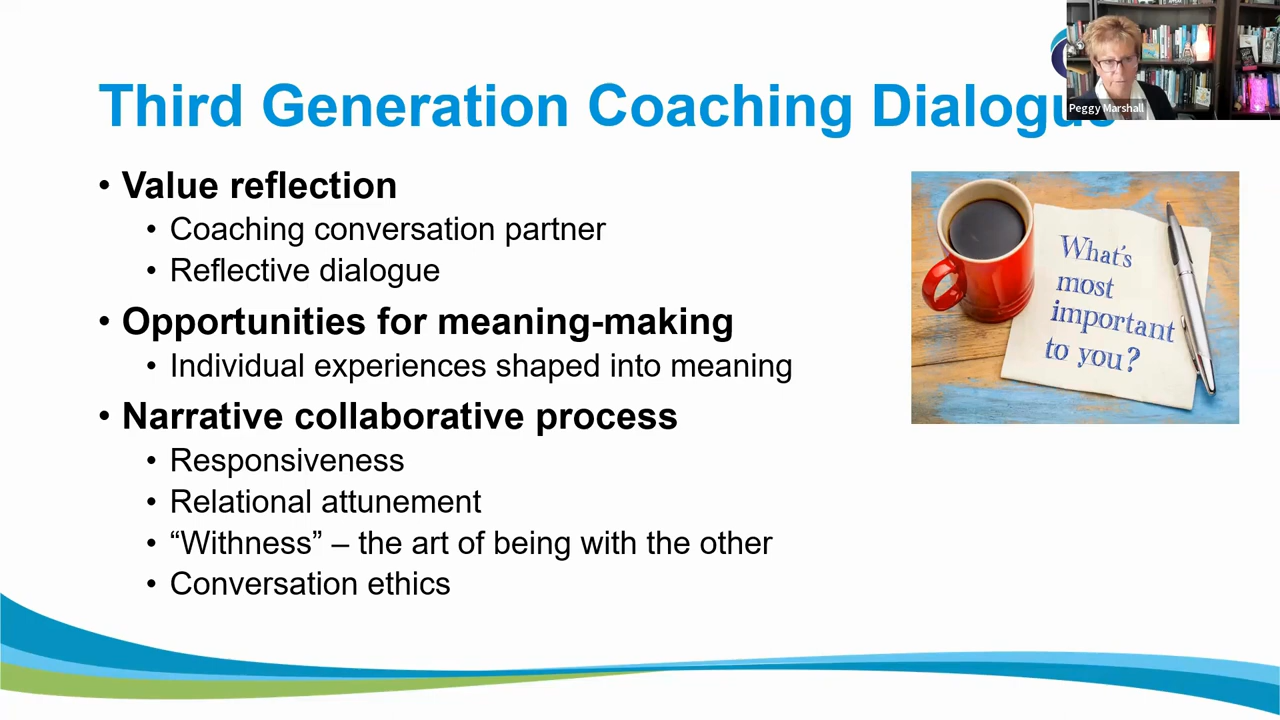 Third Generation Coaching Dialogue
Peggy Marshall
• Value reflection
• Coaching conversation partner
• Reflective dialogue
• Opportunities for meaning-making
• Individual experiences shaped into meaning
• Narrative collaborative process
• Responsiveness
• Relational attunement
• “Withness” – the art of being with the other
• Conversation ethics
What's
most
important
to you?